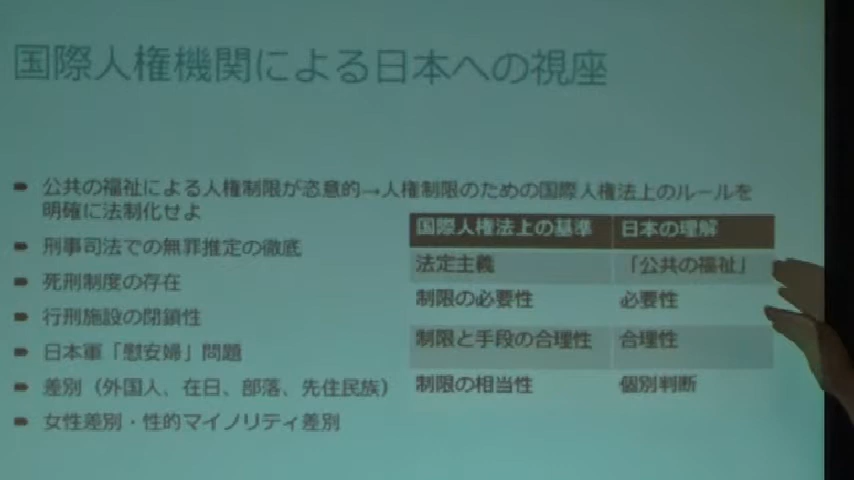 国際人権機関による日本への視座
公共の福祉による人権制限が恣意的→人権制限のための国際人権法上のルールを
明確に法制化せよ
刑事司法での無罪推定の徹底
死刑制度の存在
行刑施設の閉鎖性
日本軍「慰安婦」問題
差別（外国人、在日、部落、先住民族）
女性差別・性的マイノリティ差別
国際人権法上の基準 日本の理解
法定主義 「公共の福祉」
制限の必要性 必要性
制限と手段の合理性 合理性
制限の相当性 個別判断